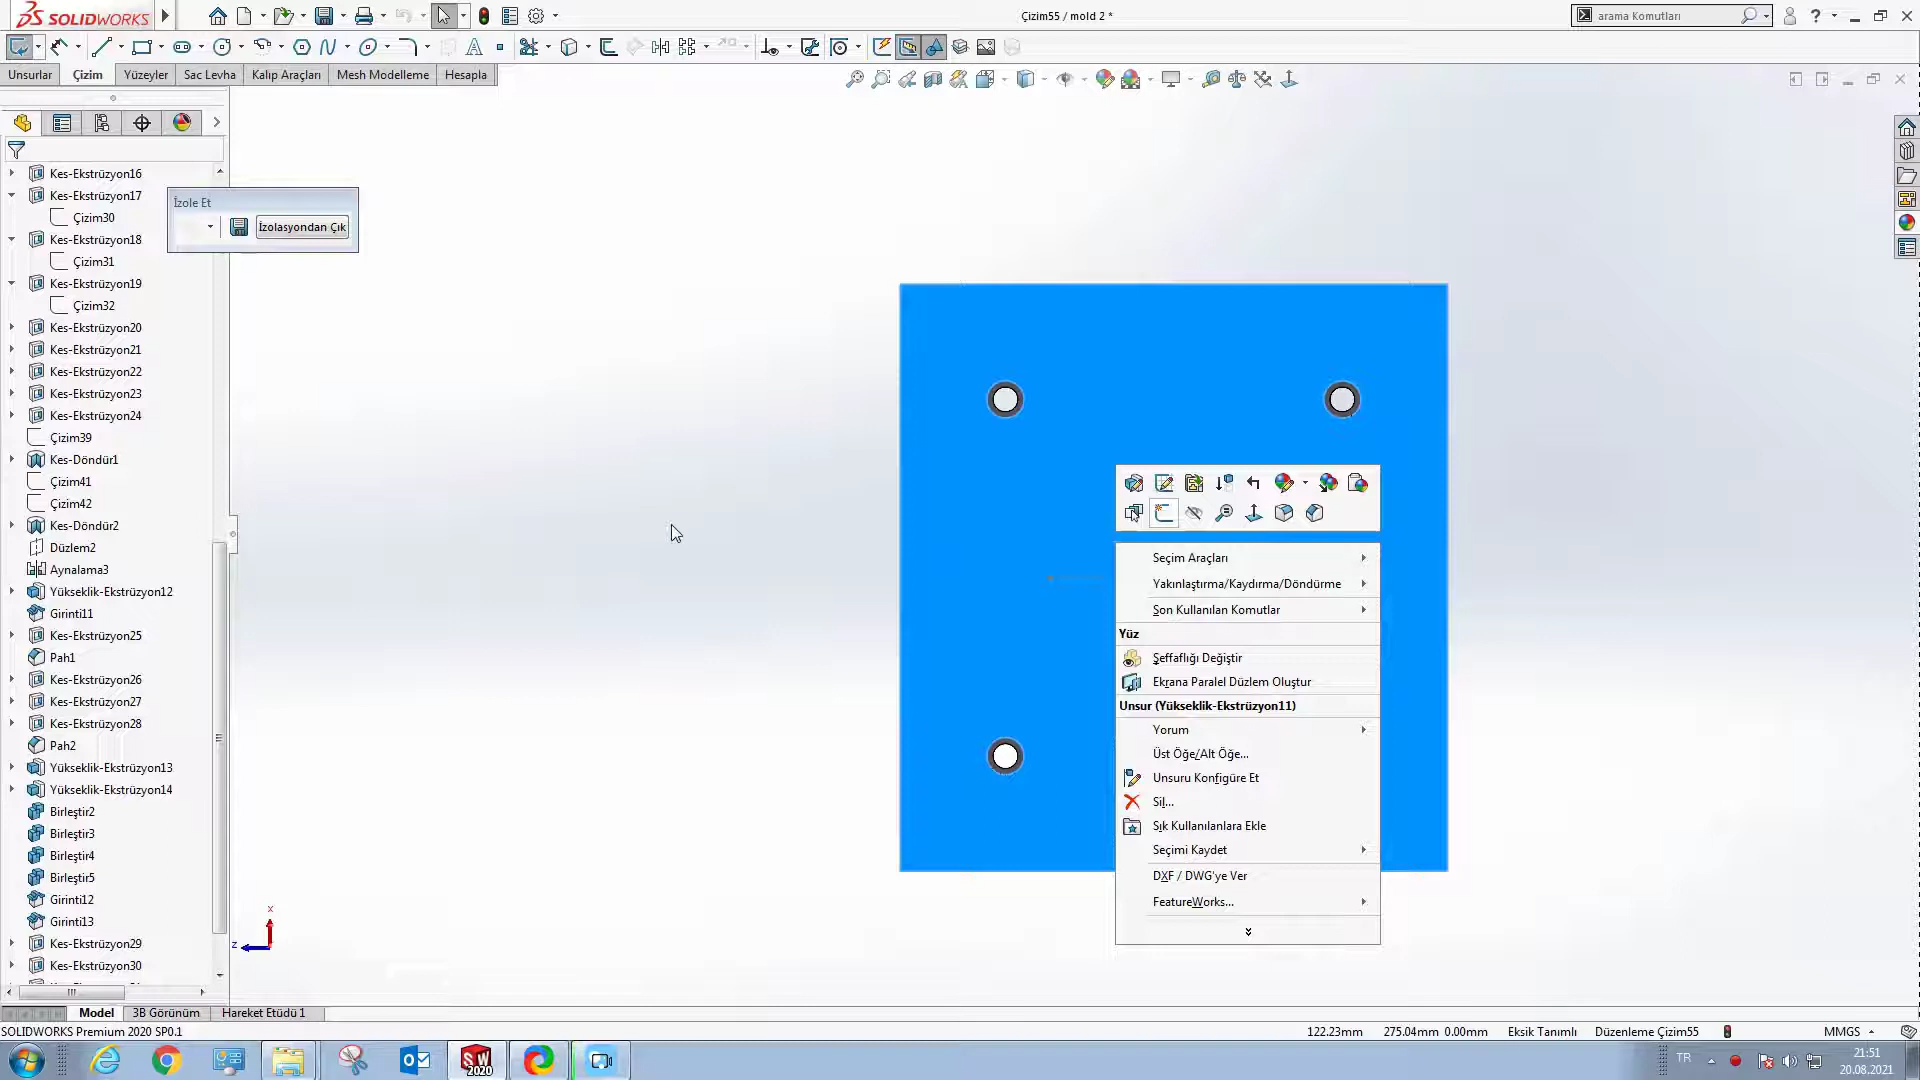 SOLIDWORKS
Çizim55 / mold 2 *
arama Komutları
Unsurlar
Çizim
Yüzeyler
Sac Levha
Kalıp Araçları
Mesh Modelleme
Hesapla
Kes-Ekstrüzyon16
Kes-Ekstrüzyon17
Çizim30
Kes-Ekstrüzyon18
Çizim31
Kes-Ekstrüzyon19
Çizim32
Kes-Ekstrüzyon20
Kes-Ekstrüzyon21
Kes-Ekstrüzyon22
Kes-Ekstrüzyon23
Kes-Ekstrüzyon24
Çizim39
Kes-Döndür1
Çizim41
Çizim42
Kes-Döndür2
Düzlem2
Aynalama3
Yükseklik-Ekstrüzyon12
Girinti11
Kes-Ekstrüzyon25
Pah1
Kes-Ekstrüzyon26
Kes-Ekstrüzyon27
Kes-Ekstrüzyon28
Pah2
Yükseklik-Ekstrüzyon13
Yükseklik-Ekstrüzyon14
Birleştir2
Birleştir3
Birleştir4
Birleştir5
Girinti12
Girinti13
Kes-Ekstrüzyon29
Kes-Ekstrüzyon30
İzole Et
İzolasyondan Çık
Seçim Araçları
Yakınlaştırma/Kaydırma/Döndürme
Son Kullanılan Komutlar
Yüz
Şeffaflığı Değiştir
Ekrana Paralel Düzlem Oluştur
Unsur (Yükseklik-Ekstrüzyon11)
Yorum
Üst Öğe/Alt Öğe...
Unsuru Konfigüre Et
Sil...
Sık Kullanılanlara Ekle
Seçimi Kaydet
DXF / DWG'ye Ver
FeatureWorks...
x
z
Model
3B Görünüm
Hareket Etüdü 1
SOLIDWORKS Premium 2020 SP0.1
122.23mm
275.04mm 0.00mm
Eksik Tanımlı
Düzenleme Çizim55
MMGS
SW
2020
TR
21:51
20.08.2021